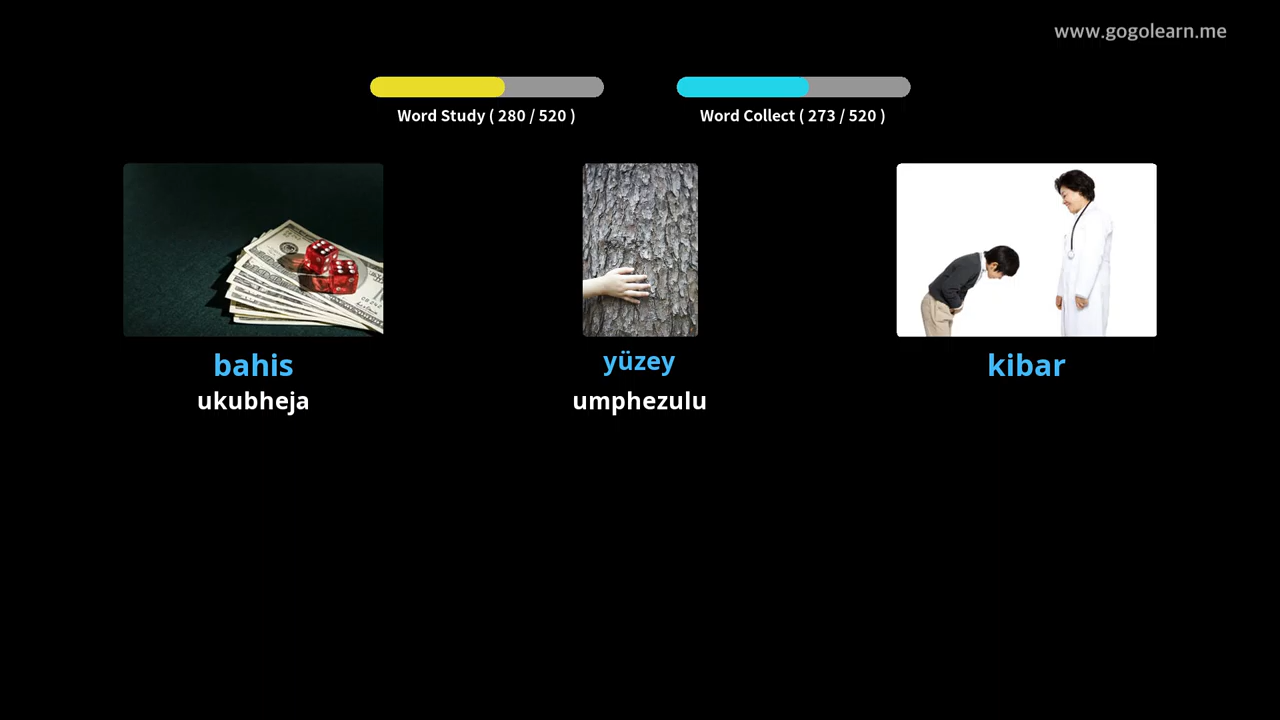 www.gogolearn.me
Word Study ( 280 / 520 )
Word Collect ( 273 / 520 )
bahis
ukubheja
yüzey
umphezulu
kibar